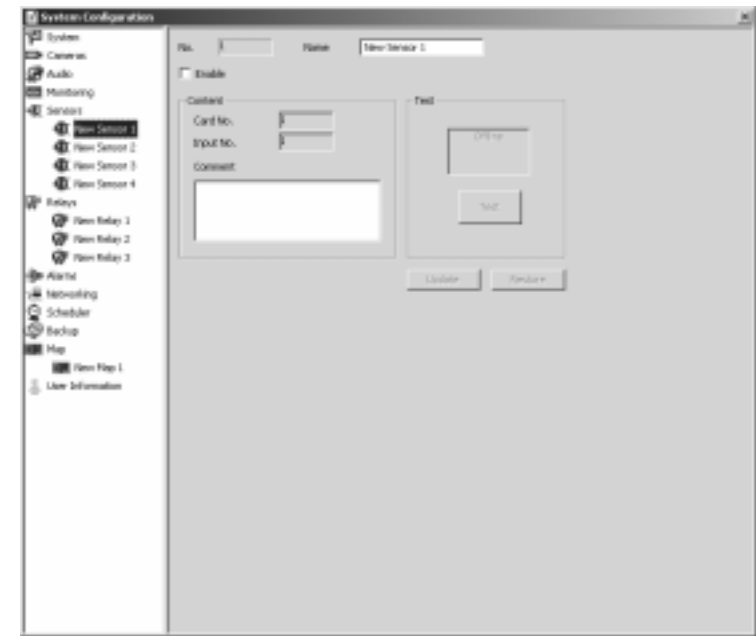 System Configuration
System
Cameras
Audio
Monitoring
Sensors
New Sensor 1
New Sensor 2
New Sensor 3
New Sensor 4
Relays
New Relay 1
New Relay 2
New Relay 3
Alarms
Networking
Scheduler
Backup
Map
New Map 1
User Information
No. 1 Name New Sensor 1
Enable
Content
Card No.
Input No.
Comment
Test
Test
Update Restore